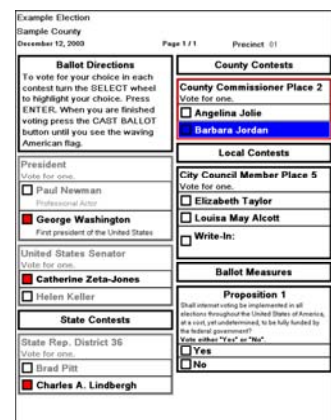 Example Election
Sample County
December 12, 2003
Page 1 / 1
Precinct 01
Ballot Directions
To vote for your choice in each
contest turn the SELECT wheel
to highlight your choice. Press
ENTER. When you are finished
voting press the CAST BALLOT
button until you see the waving
American flag.
President
Vote for one.
Paul Newman
Professional Actor
George Washington
First president of the United States
United States Senator
Vote for one.
Catherine Zeta-Jones
Helen Keller
State Contests
State Rep. District 36
Vote for one.
Brad Pitt
Charles A. Lindbergh
County Contests
County Commissioner Place 2
Vote for one.
Angelina Jolie
Barbara Jordan
Local Contests
City Council Member Place 5
Vote for one.
Elizabeth Taylor
Louisa May Alcott
Write-In:
Ballot Measures
Proposition 1
Shall internet voting be implemented in all
elections throughout the United States of America,
at a cost, yet undetermined, to be fully funded by
the federal government?
Vote either "Yes" or "No".
Yes
No